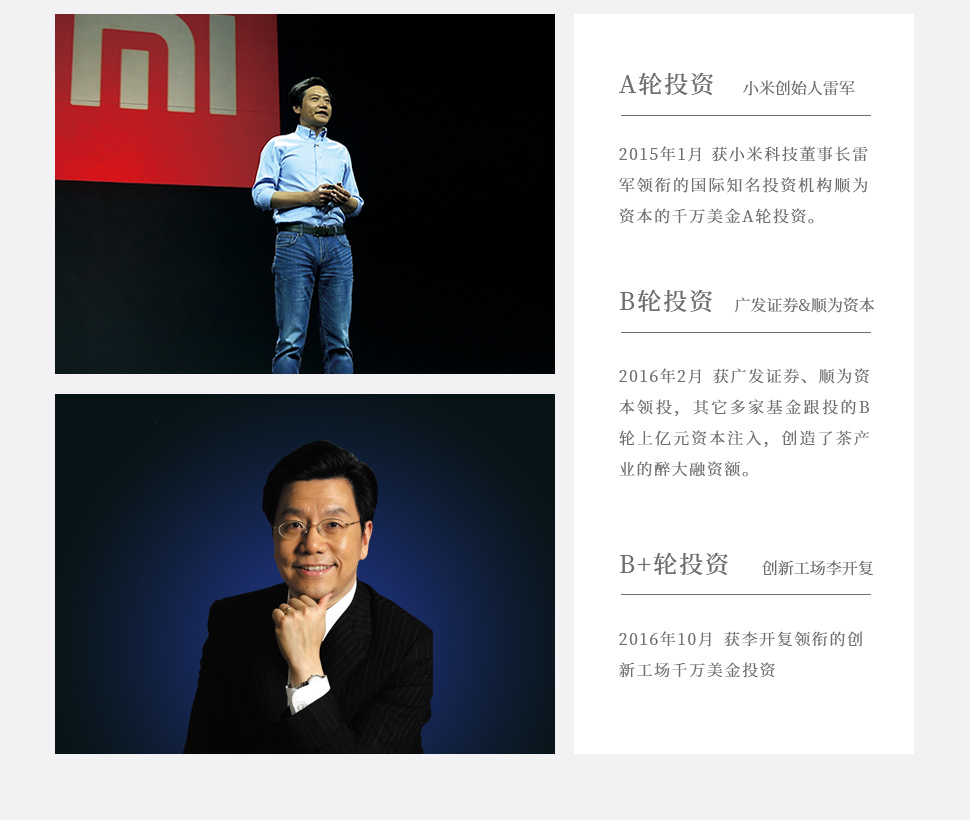 mi
A轮投资 小米创始人雷军
2015年1月 获小米科技董事长雷
军领衔的国际知名投资机构顺为
资本的千万美金A轮投资。
B轮投资 广发证券&顺为资本
2016年2月 获广发证券、顺为资
本领投，其它多家基金跟投的B
轮上亿元资本注入，创造了茶产
业的醉大融资额。
B+轮投资 创新工场李开复
2016年10月 获李开复领衔的创
新工场千万美金投资